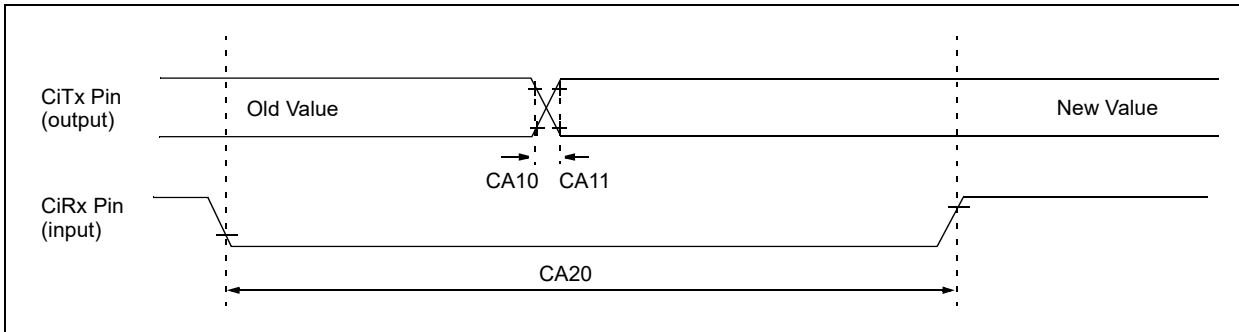 CiTx Pin
(output)
Old Value
New Value
CA10 CA11
CiRx Pin
(input)
CA20